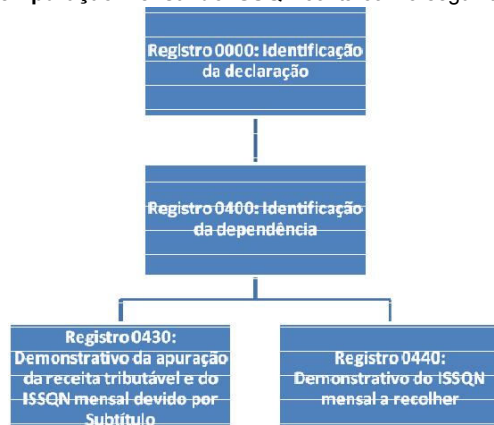 Registro 0000: Identificação
da declaração
Registro 0400: Identificação
da dependência
Registro 0430:
Demonstrativo da apuração
da receita tributável e do
ISSQN mensal devido por
Subtítulo
Registro 0440:
Demonstrativo do ISSQN
mensal a recolher